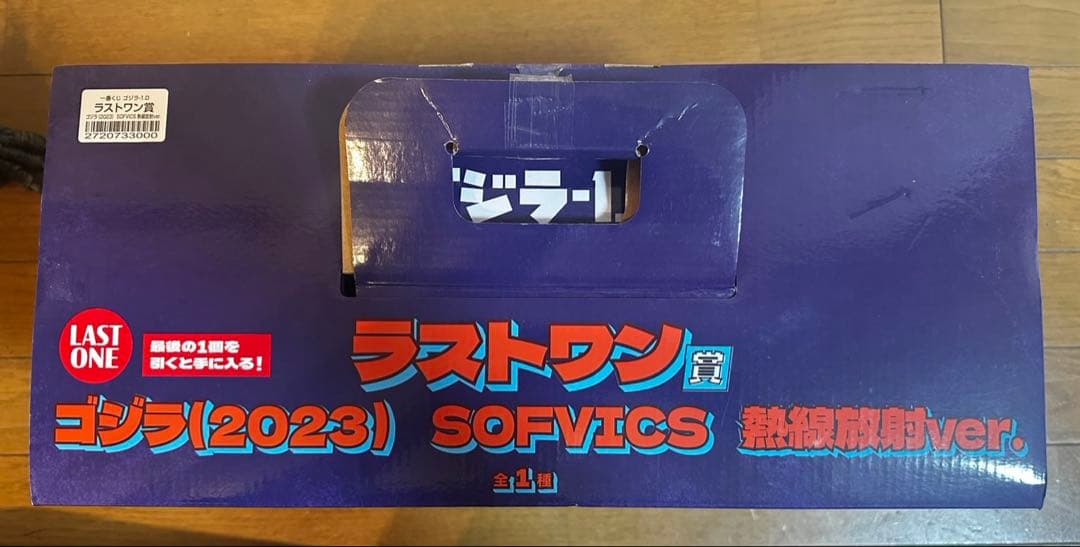 一番くじ ゴジラ-1.0
ラストワン賞
ゴジラ(2023) SOFVICS 熱線放射ver.
2720733000
ジラ-1
LAST
ONE
最後の1個を
引くと手に入る!
ラストワン賞
ゴジラ(2023) SOFVICS 熱線放射ver.
全1種